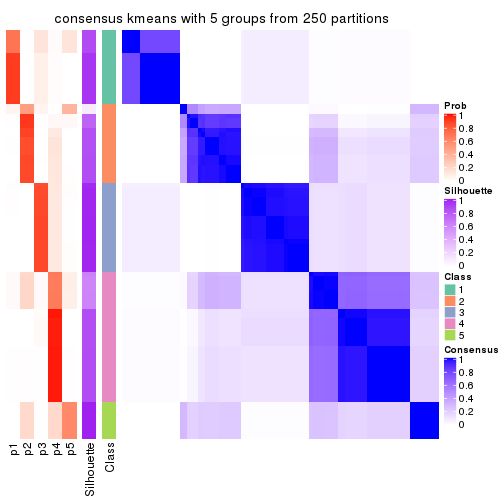 consensus kmeans with 5 groups from 250 partitions
Prob
1
0.8
0.6
0.4
0.2
0
Silhouette
1
0.8
0.6
0.4
0.2
0
Class
1
2
3
4
5
Consensus
1
0.8
0.6
0.4
0.2
0
p1
p2
p3
p4
p5
Silhouette
Class